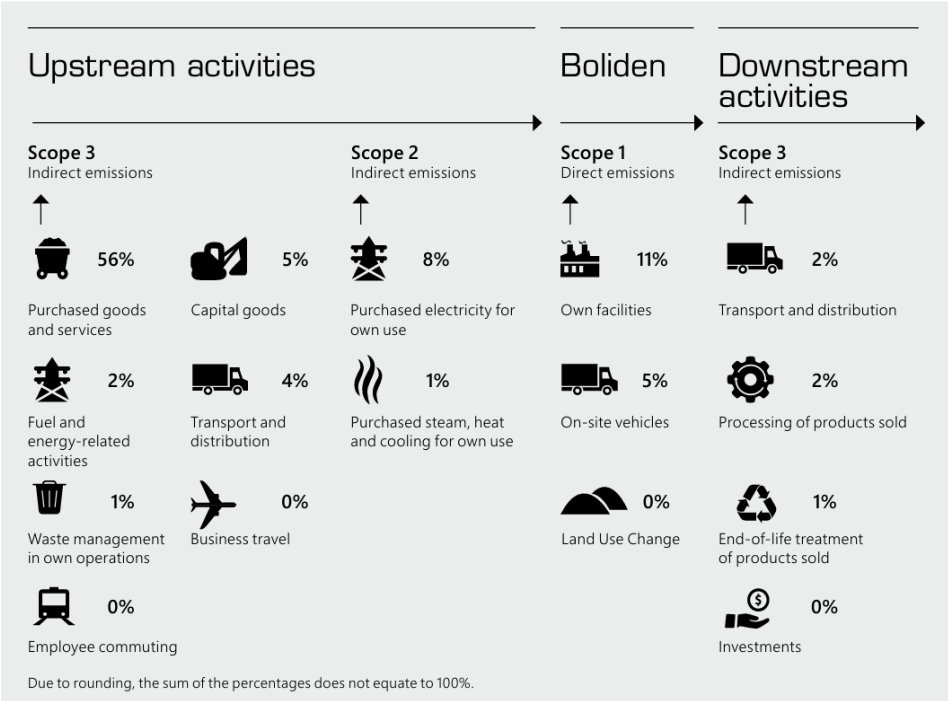 Upstream activities
Boliden
Downstream
activities
Scope 3
Indirect emissions
Scope 2
Indirect emissions
Scope 1
Direct emissions
Scope 3
Indirect emissions
56%
Purchased goods
and services
5%
Capital goods
8%
Purchased electricity for
own use
11%
Own facilities
2%
Transport and distribution
2%
Fuel and
energy-related
activities
4%
Transport and
distribution
1%
Purchased steam, heat
and cooling for own use
5%
On-site vehicles
2%
Processing of products sold
1%
Waste management
in own operations
0%
Business travel
0%
Land Use Change
1%
End-of-life treatment
of products sold
0%
Employee commuting
$
0%
Investments
Due to rounding, the sum of the percentages does not equate to 100%.